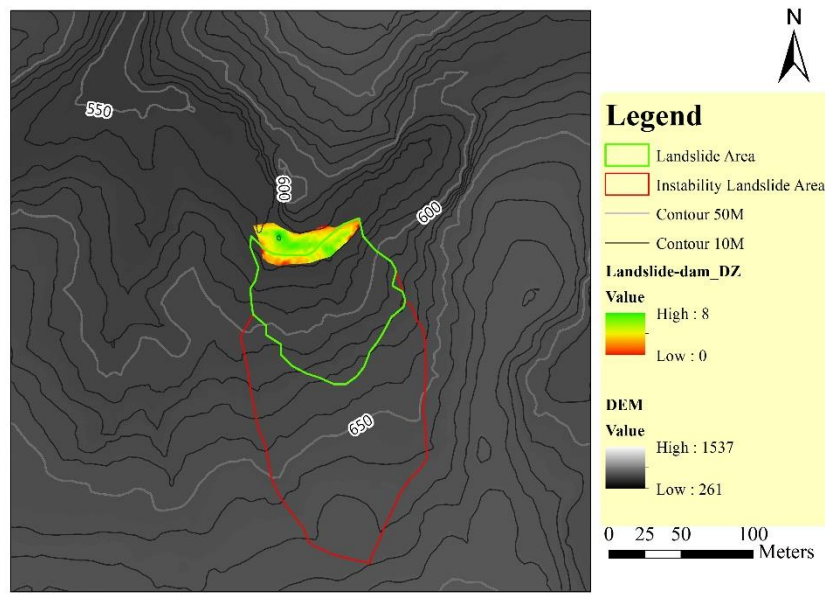 N
550
600
600
650
Legend
Landslide Area
Instability Landslide Area
Contour 50M
Contour 10M
Landslide-dam_DZ
Value
High : 8
Low : 0
DEM
Value
High : 1537
Low : 261
0 25 50 100
Meters